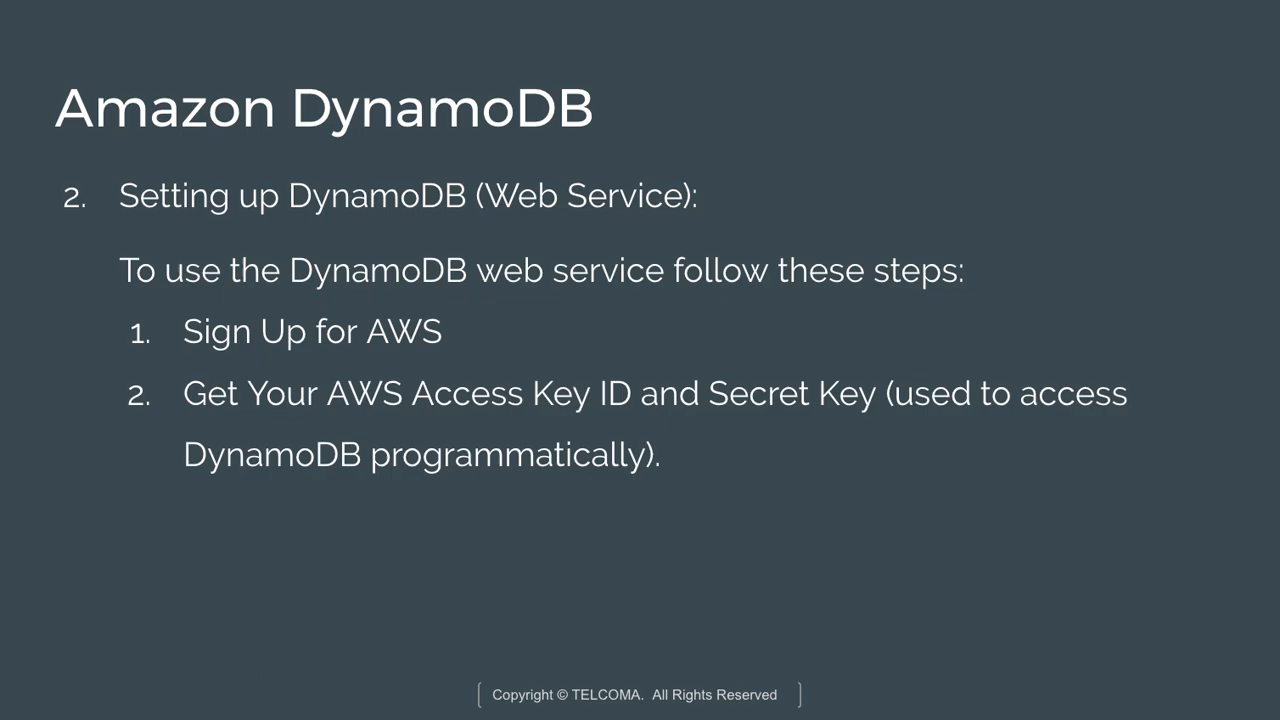 Amazon DynamoDB
2. Setting up DynamoDB (Web Service):
To use the DynamoDB web service follow these steps:
1. Sign Up for AWS
2. Get Your AWS Access Key ID and Secret Key (used to access
DynamoDB programmatically).
Copyright © TELCOMA. All Rights Reserved